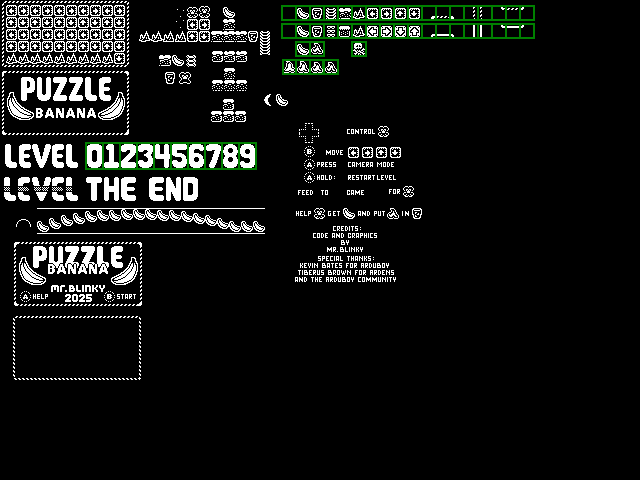 PUZZLE
BANANA
LEVEL 0123456789
LEVEL THE END
PUZZLE
BANANA
MR.BLINKY
2025
A HELP B START
CONTROL
B MOVE
A PRESS CAMERA MODE
A HOLD: RESTART LEVEL
FEED TO CAME FOR
HELP GET AND PUT IN
CREDITS:
CODE AND GRAPHICS
BY
MR.BLINKY
SPECIAL THANKS:
KEVIN BATES FOR ARDUBOY
TIBERUS BROWN FOR ARDENS
AND THE ARDUBOY COMMUNITY